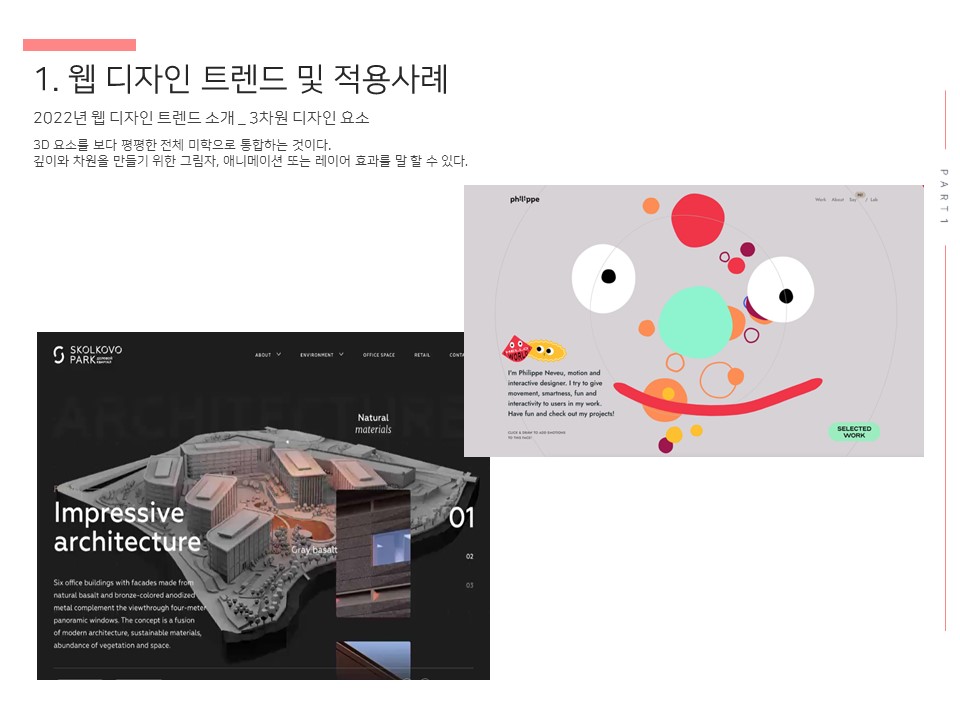 1. 웹 디자인 트렌드 및 적용사례
2022년 웹 디자인 트렌드 소개 _ 3차원 디자인 요소
3D 요소를 보다 평평한 전체 미학으로 통합하는 것이다.
깊이와 차원을 만들기 위한 그림자, 애니메이션 또는 레이어 효과를 말 할 수 있다.
PART 1
philippe
Work About Say / Lab
WORLD
I'm Philippe Neveu, motion and
interactive designer. I try to give
movement, smartness, fun and
interactivity to users in my work.
Have fun and check out my projects!
CLICK & DRAW TO ADD EMOTIONS
TO THIS FACE!
SELECTED
WORK
SKOLKOVO
PARK
ABOUT ENVIRONMENT OFFICE SPACE RETAIL CONTA
ARCHITECTURE
Natural
materials
Impressive
architecture
Gray basalt
01
02
03
Six office buildings with facades made from
natural basalt and bronze-colored anodized
metal complement the viewthrough four-meter
panoramic windows. The concept is a fusion
of modern architecture, sustainable materials,
abundance of vegetation and space.